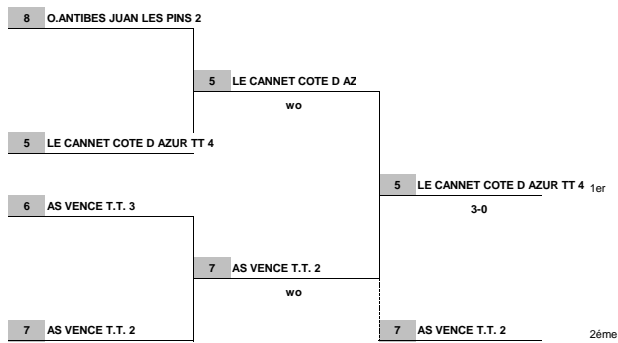 8 O.ANTIBES JUAN LES PINS 2
5 LE CANNET COTE D AZ
wo
5 LE CANNET COTE D AZUR TT 4
5 LE CANNET COTE D AZUR TT 4 1er
3-0
6 AS VENCE T.T. 3
7 AS VENCE T.T. 2
wo
7 AS VENCE T.T. 2
7 AS VENCE T.T. 2 2éme